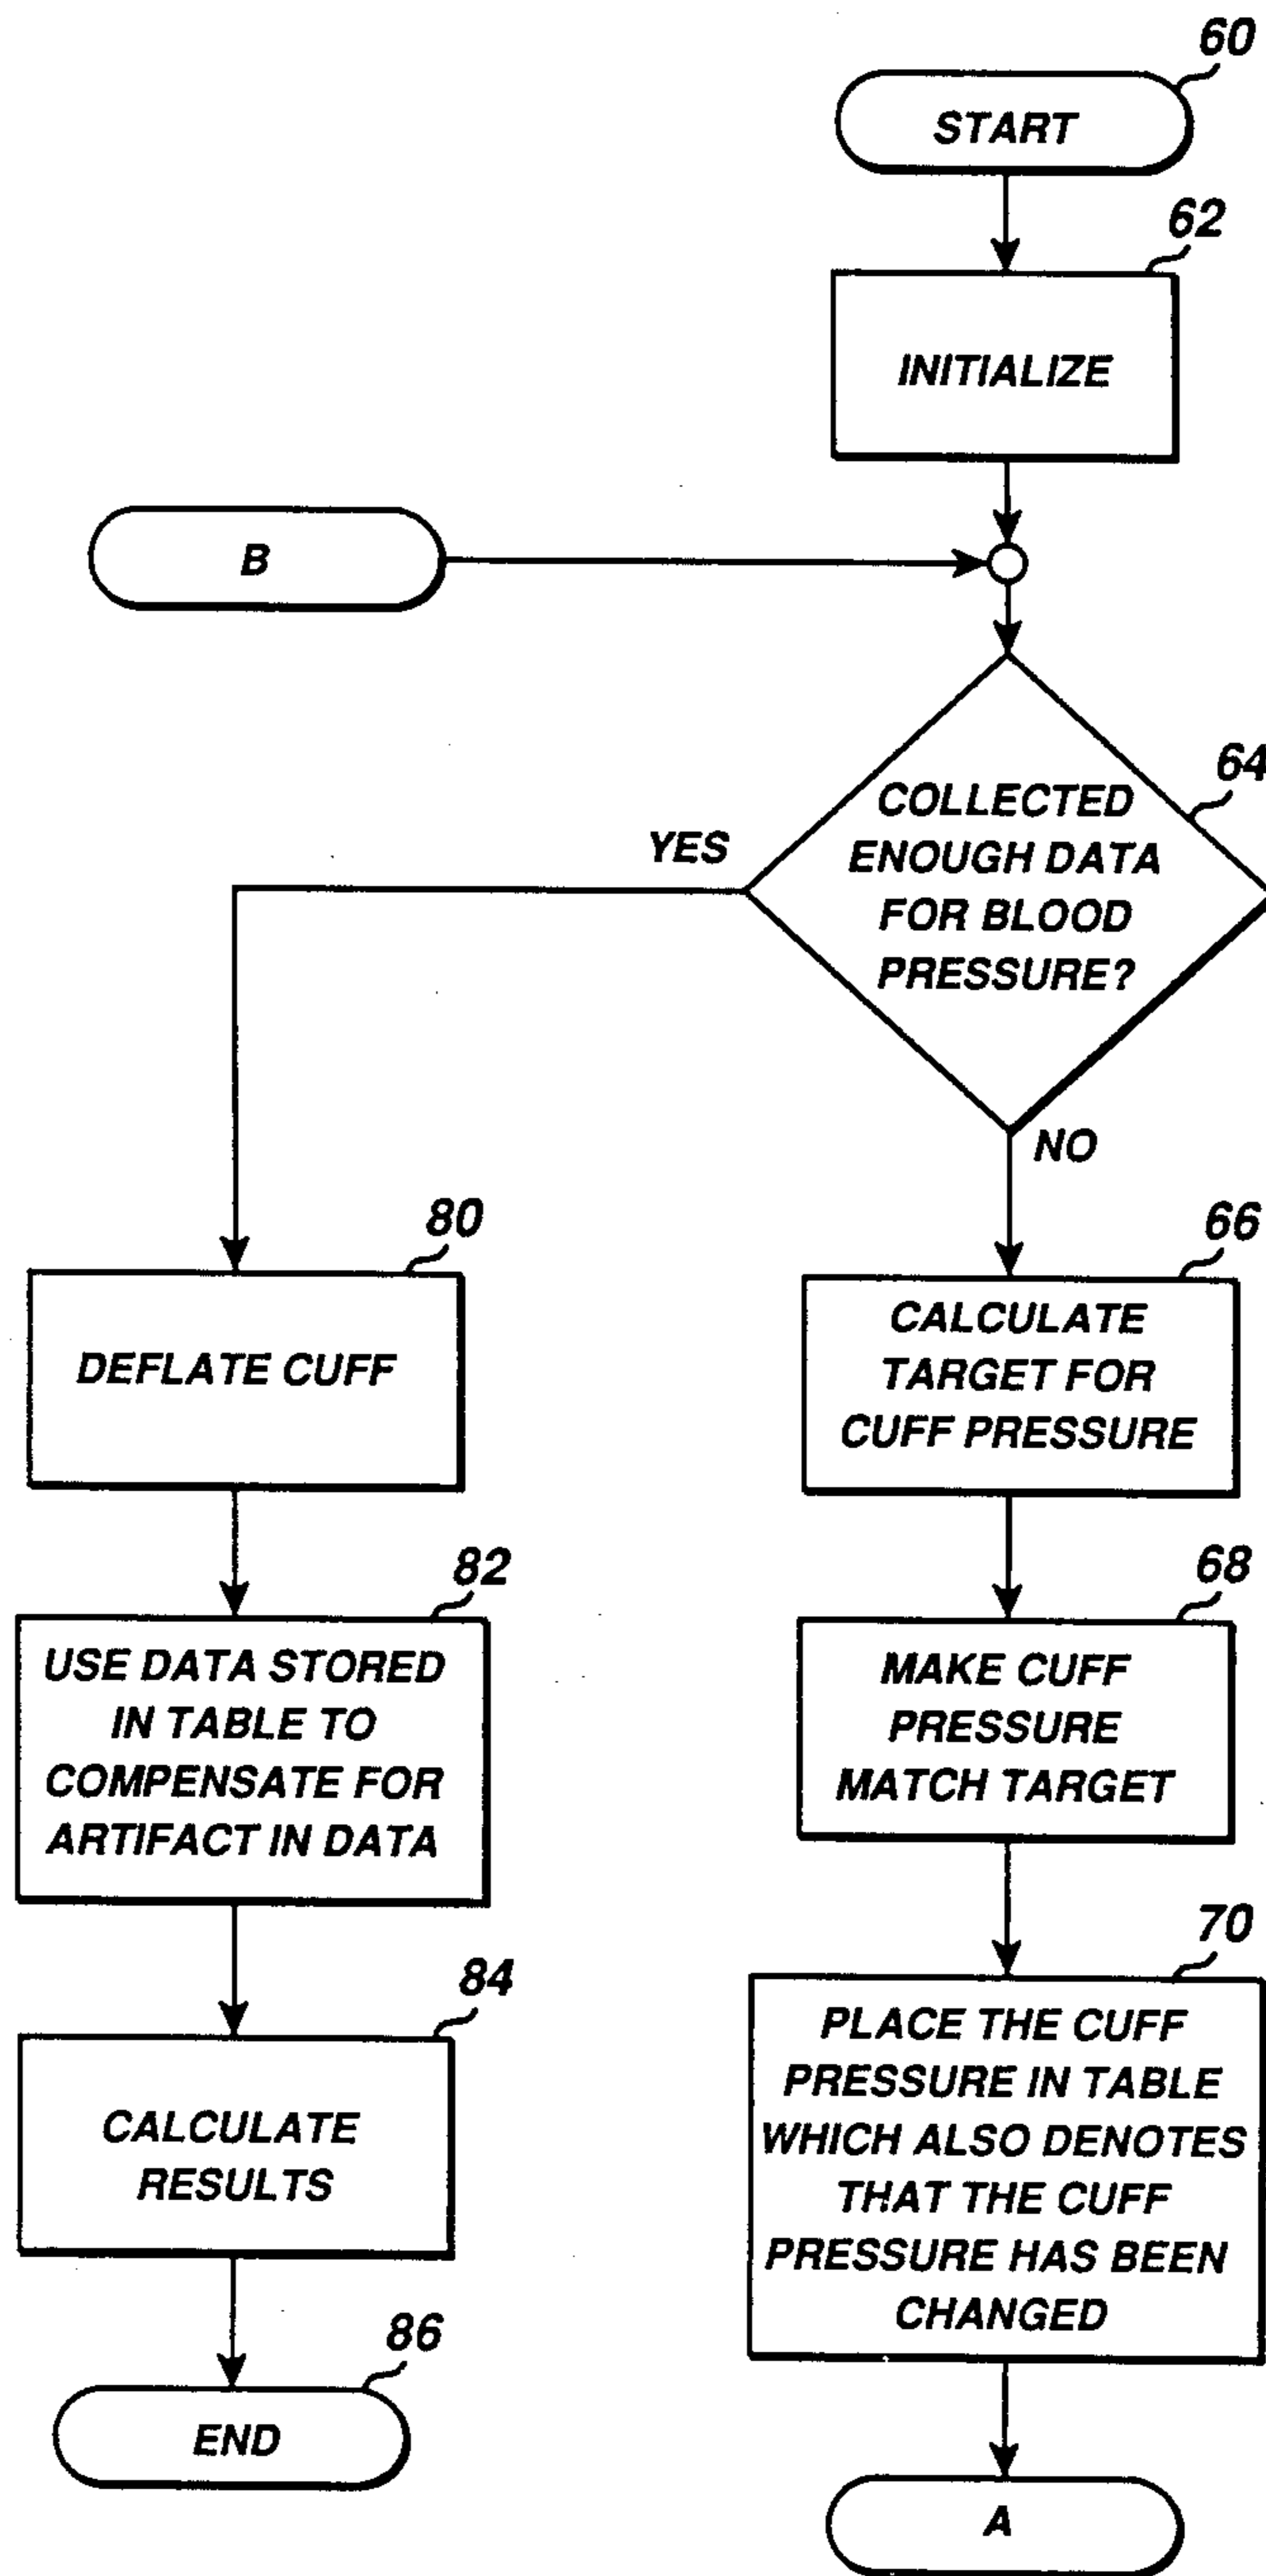 60
START
62
INITIALIZE
B
64
COLLECTED
ENOUGH DATA
FOR BLOOD
PRESSURE?
YES
NO
80
DEFLATE CUFF
66
CALCULATE
TARGET FOR
CUFF PRESSURE
82
USE DATA STORED
IN TABLE TO
COMPENSATE FOR
ARTIFACT IN DATA
68
MAKE CUFF
PRESSURE
MATCH TARGET
84
CALCULATE
RESULTS
70
PLACE THE CUFF
PRESSURE IN TABLE
WHICH ALSO DENOTES
THAT THE CUFF
PRESSURE HAS BEEN
CHANGED
86
END
A